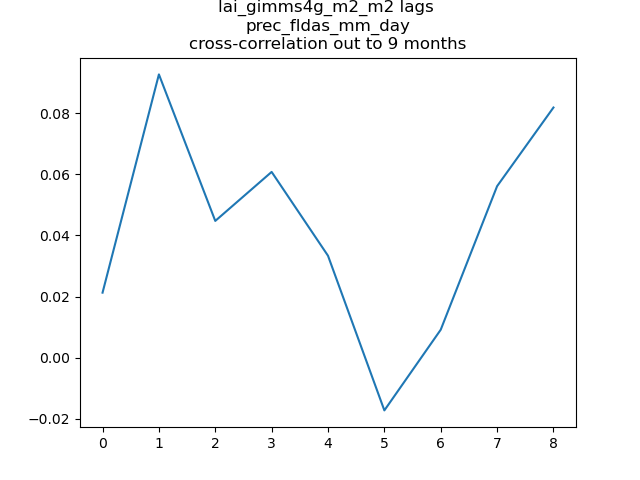 lai_gimms4g_m2_m2 lags
prec_fldas_mm_day
cross-correlation out to 9 months
0.08
0.06
0.04
0.02
0.00
−0.02
0 1 2 3 4 5 6 7 8